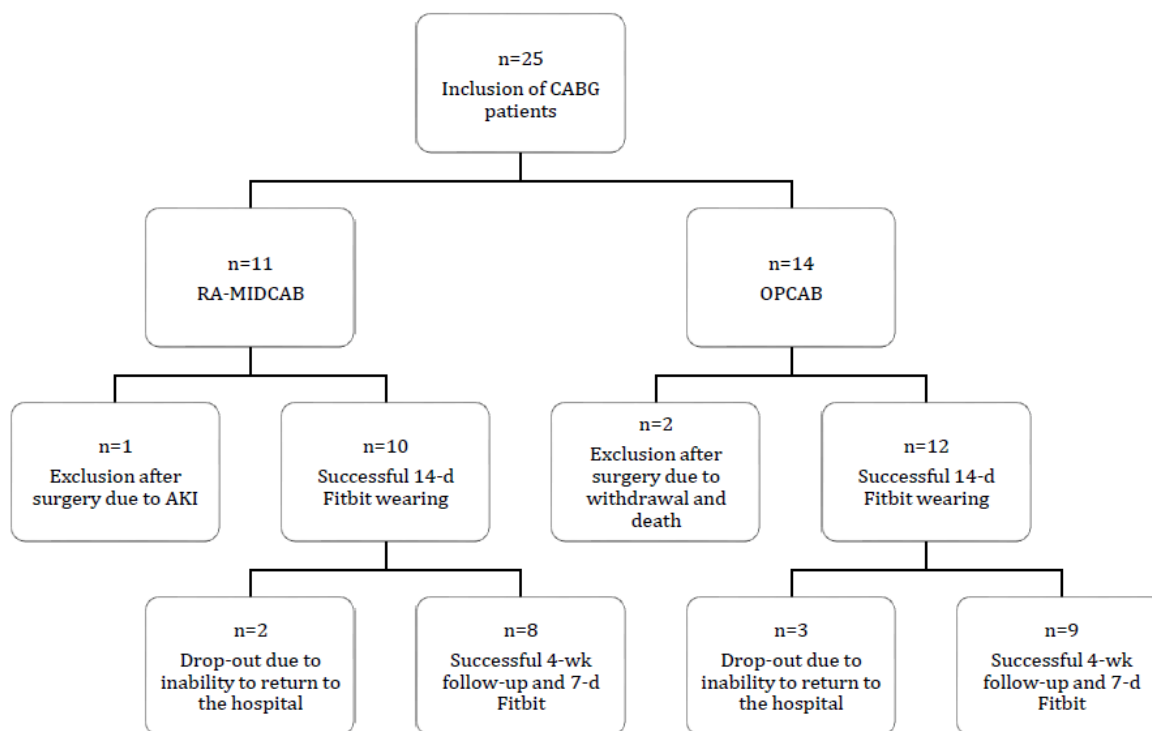 n=25
Inclusion of CABG
patients
n=11
RA-MIDCAB
n=14
OPCAB
n=1
Exclusion after
surgery due to AKI
n=10
Successful 14-d
Fitbit wearing
n=2
Exclusion after
surgery due to
withdrawal and
death
n=12
Successful 14-d
Fitbit wearing
n=2
Drop-out due to
inability to return to
the hospital
n=8
Successful 4-wk
follow-up and 7-d
Fitbit
n=3
Drop-out due to
inability to return to
the hospital
n=9
Successful 4-wk
follow-up and 7-d
Fitbit